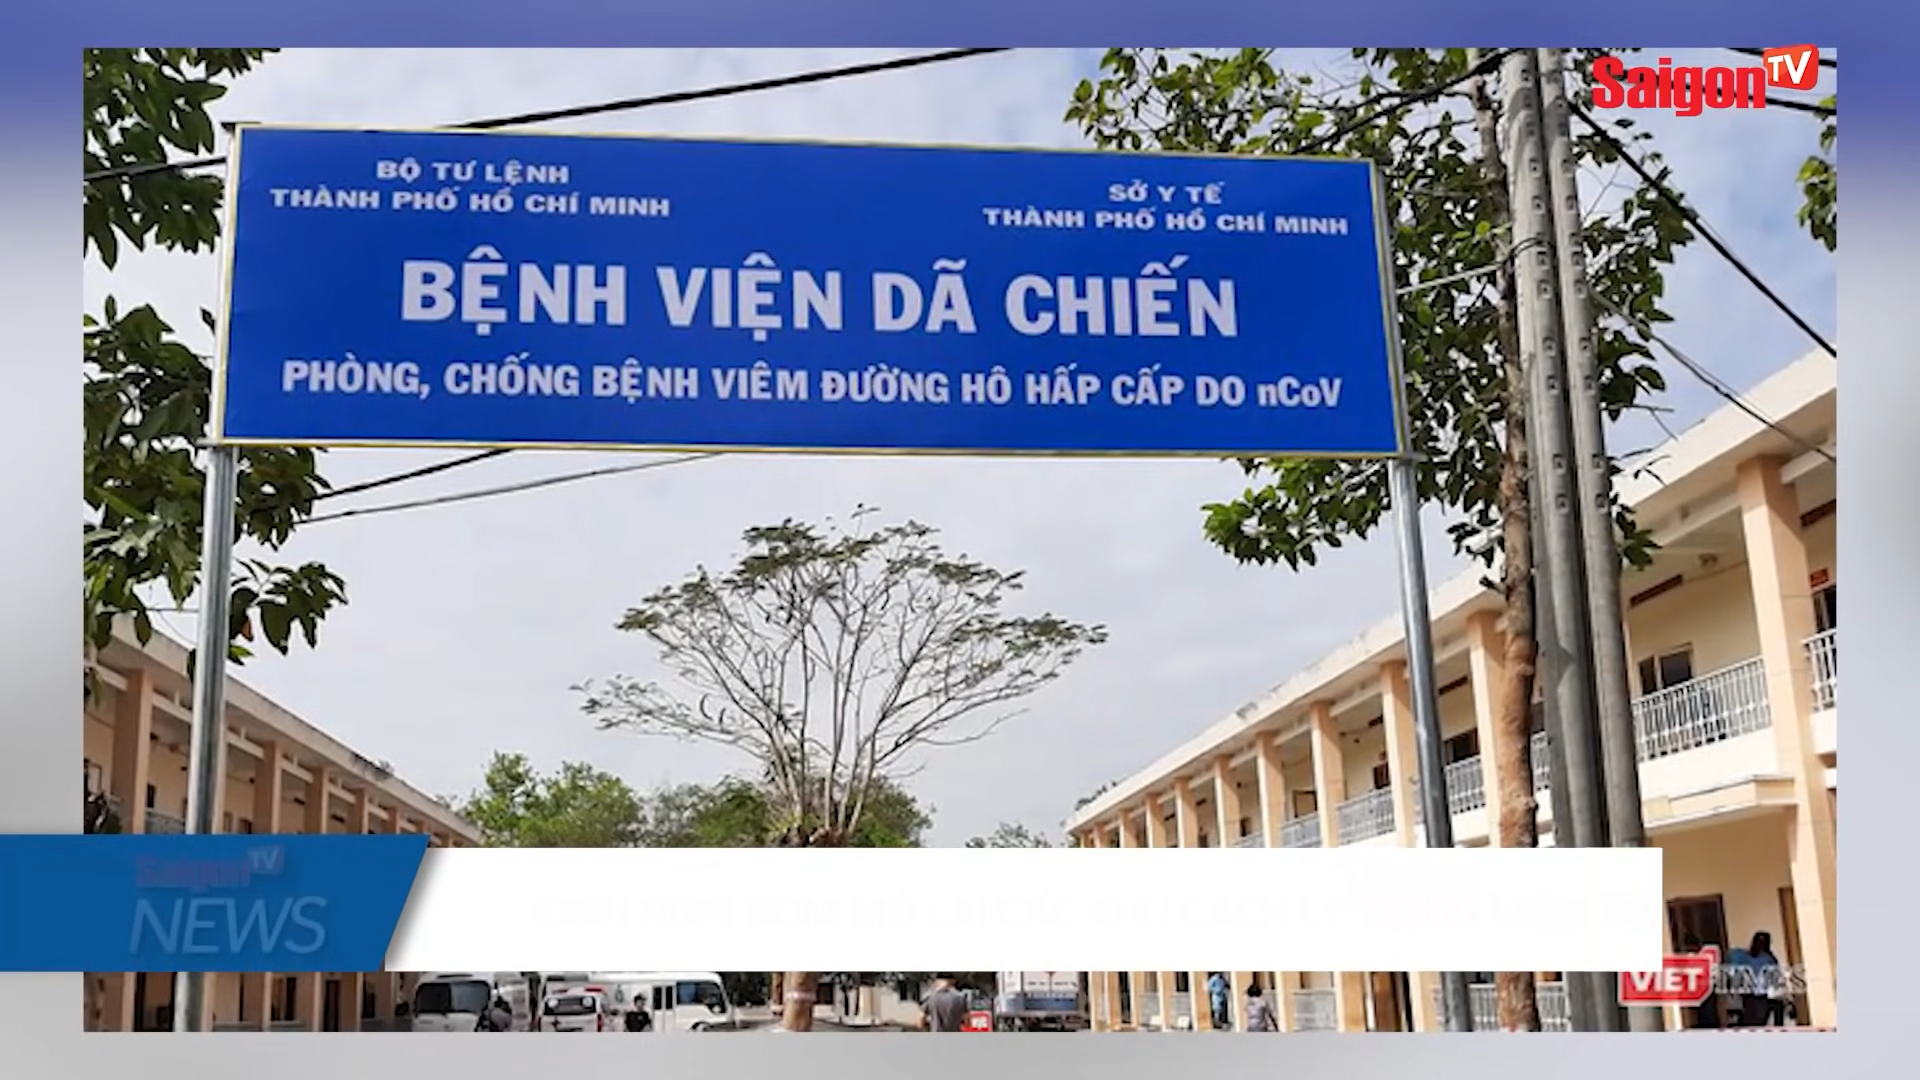 Saigon TV
BỘ TƯ LỆNH
THÀNH PHỐ HỒ CHÍ MINH
SỞ Y TẾ
THÀNH PHỐ HỒ CHÍ MINH
BỆNH VIỆN DÃ CHIẾN
PHÒNG, CHỐNG BỆNH VIÊM ĐƯỜNG HÔ HẤP CẤP DO nCoV
Saigon TV
NEWS
VIETTIMES